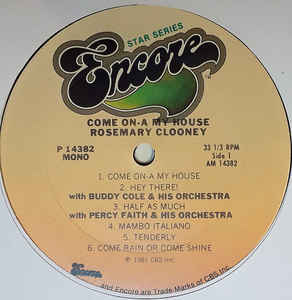 STAR SERIES
Encore
COME ON-A MY HOUSE
ROSEMARY CLOONEY
P 14382
MONO
33 1/3 RPM
Side 1
AM 14382
1. COME ON-A MY HOUSE
2. HEY THERE!
with BUDDY COLE & HIS ORCHESTRA
3. HALF AS MUCH
with PERCY FAITH & HIS ORCHESTRA
4. MAMBO ITALIANO
5. TENDERLY
6. COME RAIN OR COME SHINE
℗ 1981 CBS Inc.
Encore
and Encore are Trade Marks of CBS Inc.